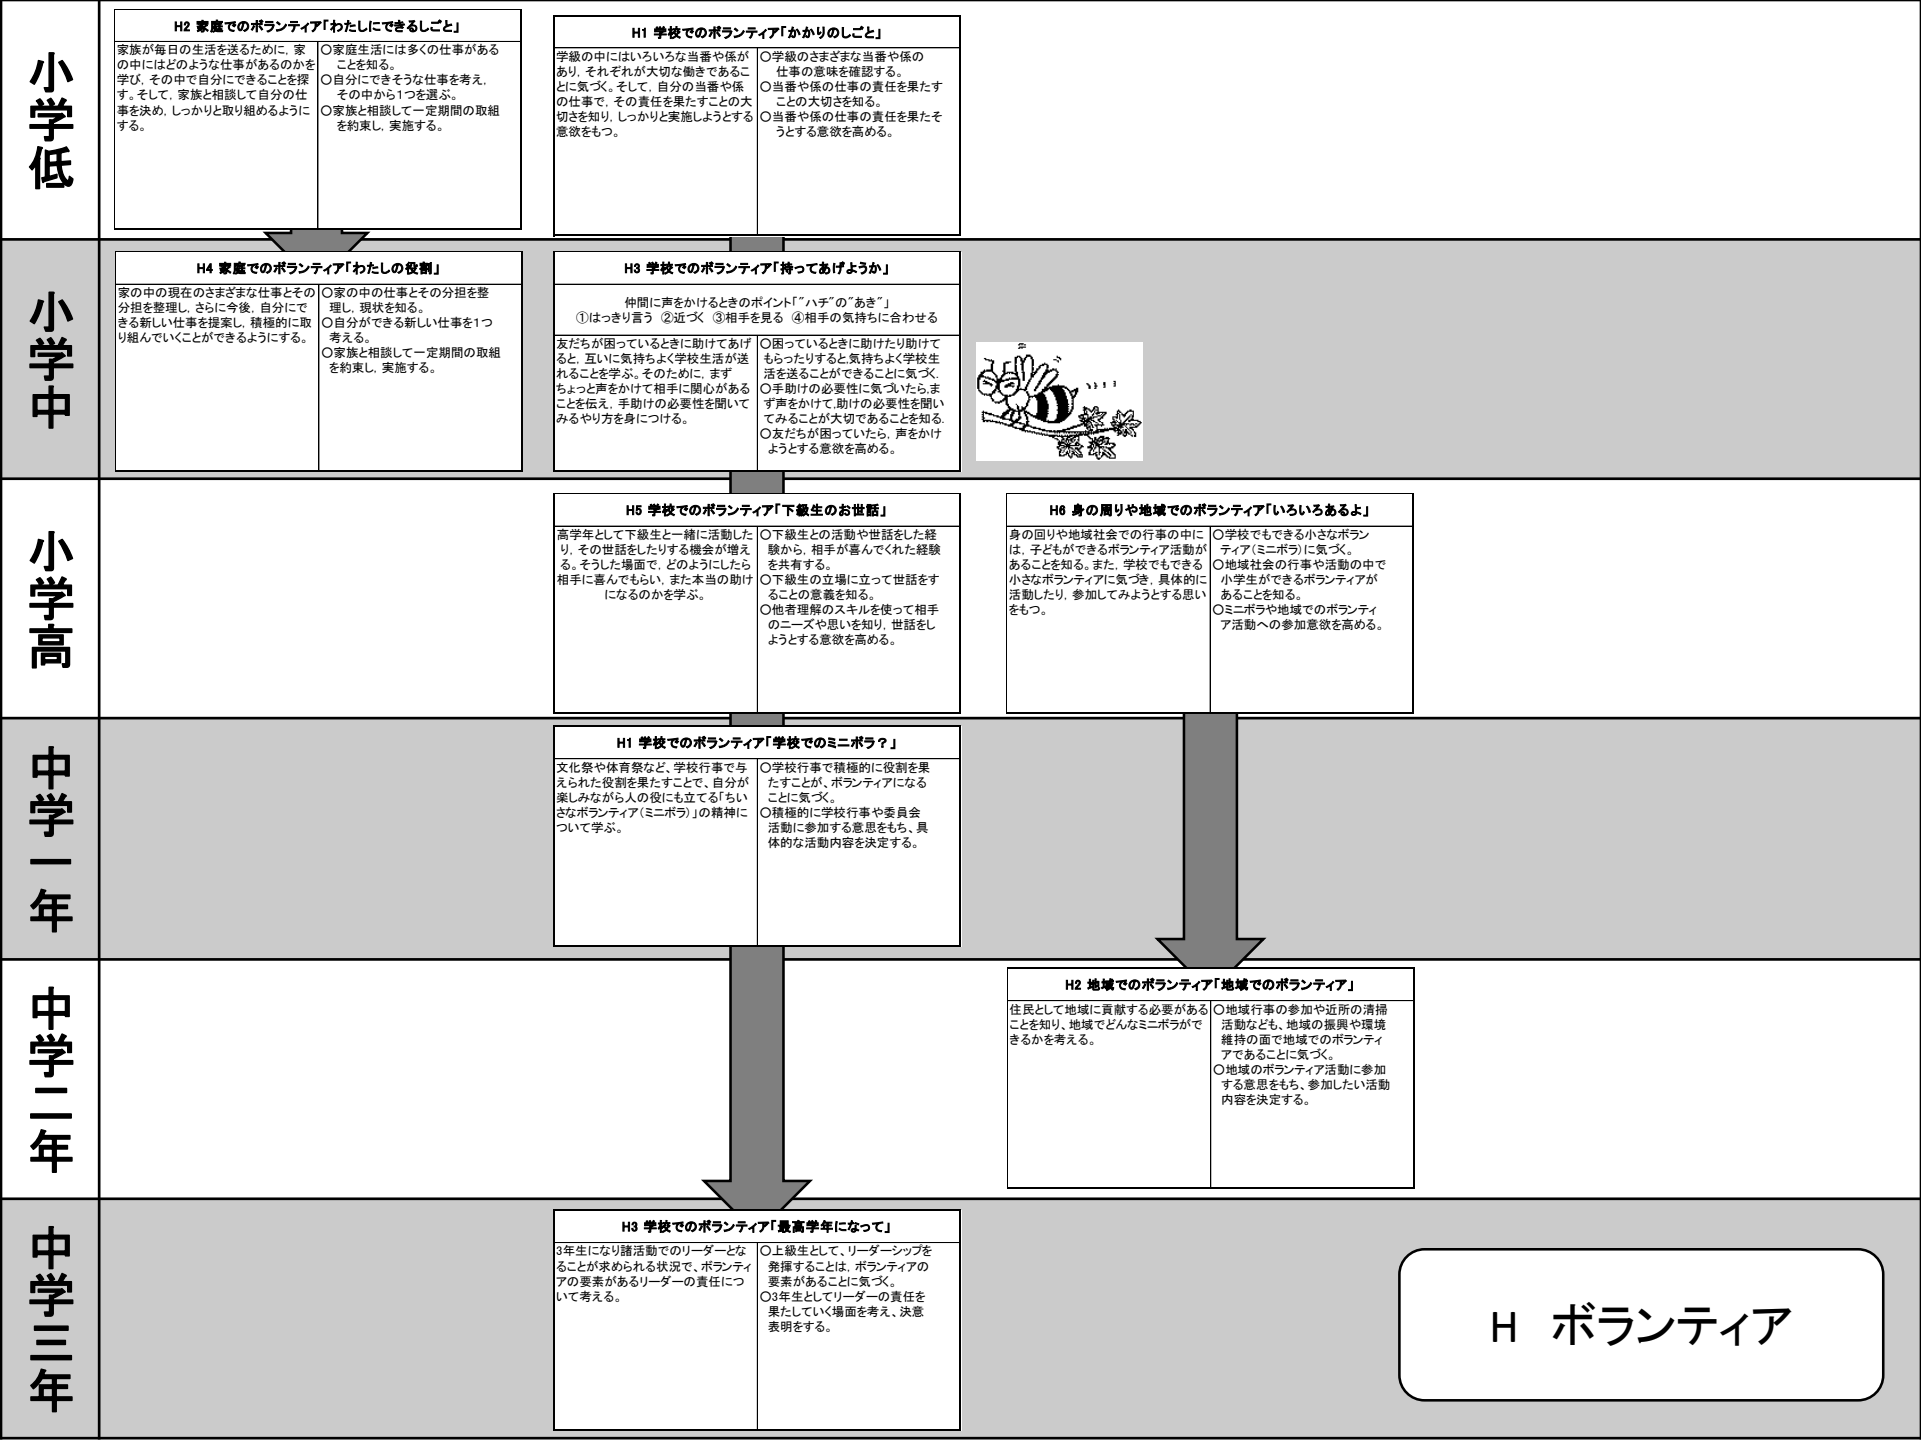 小学低
H2 家庭でのボランティア「わたしにできるしごと」
家族が毎日の生活を送るために，家
の中にはどのような仕事があるのかを
学び，その中で自分にできることを探
す。そして，家族と相談して自分の仕
事を決め，しっかりと取り組めるように
する。
○家庭生活には多くの仕事がある
ことを知る。
○自分にできそうな仕事を考え，
その中から1つを選ぶ。
○家族と相談して一定期間の取組
を約束し，実施する。
H1 学校でのボランティア「かかりのしごと」
学級の中にはいろいろな当番や係が
あり，それぞれが大切な働きであるこ
とに気づく。そして，自分の当番や係
の仕事で，その責任を果たすことの大
切さを知り，しっかりと実施しようとする
意欲をもつ。
○学級のさまざまな当番や係の
仕事の意味を確認する。
○当番や係の仕事の責任を果たす
ことの大切さを知る。
○当番や係の仕事の責任を果たそ
うとする意欲を高める。
小学中
H4 家庭でのボランティア「わたしの役割」
家の中の現在のさまざまな仕事とその
分担を整理し，さらに今後，自分にで
きる新しい仕事を提案し，積極的に取
り組んでいくことができるようにする。
○家の中の仕事とその分担を整
理し，現状を知る。
○自分ができる新しい仕事を1つ
考える。
○家族と相談して一定期間の取組
を約束し，実施する。
H3 学校でのボランティア「持ってあげようか」
仲間に声をかけるときのポイント「"ハチ"の"あき"」
①はっきり言う ②近づく ③相手を見る ④相手の気持ちに合わせる
友だちが困っているときに助けてあげ
ると，互いに気持ちよく学校生活が送
れることを学ぶ。そのために，まず
ちょっと声をかけて相手に関心がある
ことを伝え，手助けの必要性を聞いて
みるやり方を身につける。
○困っているときに助けたり助けて
もらったりすると,気持ちよく学校生
活を送ることができることに気づく.
○手助けの必要性に気づいたら,ま
ず声をかけて,助けの必要性を聞い
てみることが大切であることを知る.
○友だちが困っていたら，声をかけ
ようとする意欲を高める。
小学高
H5 学校でのボランティア「下級生のお世話」
高学年として下級生と一緒に活動した
り，その世話をしたりする機会が増え
る。そうした場面で，どのようにしたら
相手に喜んでもらい，また本当の助け
になるのかを学ぶ。
○下級生との活動や世話をした経
験から，相手が喜んでくれた経験
を共有する。
○下級生の立場に立って世話をす
ることの意義を知る。
○他者理解のスキルを使って相手
のニーズや思いを知り，世話をし
ようとする意欲を高める。
H6 身の周りや地域でのボランティア「いろいろあるよ」
身の回りや地域社会での行事の中に
は，子どもができるボランティア活動が
あることを知る。また，学校でもできる
小さなボランティアに気づき，具体的に
活動したり，参加してみようとする思い
をもつ。
○学校でもできる小さなボラン
ティア（ミニボラ）に気づく。
○地域社会の行事や活動の中で
小学生ができるボランティアが
あることを知る。
○ミニボラや地域でのボランティ
ア活動への参加意欲を高める。
中学一年
H1 学校でのボランティア「学校でのミニボラ？」
文化祭や体育祭など、学校行事で与
えられた役割を果たすことで、自分が
楽しみながら人の役にも立てる「ちい
さなボランティア（ミニボラ）」の精神に
ついて学ぶ。
○学校行事で積極的に役割を果
たすことが、ボランティアになる
ことに気づく。
○積極的に学校行事や委員会
活動に参加する意思をもち、具
体的な活動内容を決定する。
中学二年
H2 地域でのボランティア「地域でのボランティア」
住民として地域に貢献する必要がある
ことを知り、地域でどんなミニボラがで
きるかを考える。
○地域行事の参加や近所の清掃
活動なども、地域の振興や環境
維持の面で地域でのボランティ
アであることに気づく。
○地域のボランティア活動に参加
する意思をもち、参加したい活動
内容を決定する。
中学三年
H3 学校でのボランティア「最高学年になって」
3年生になり諸活動でのリーダーとな
ることが求められる状況で、ボランティ
アの要素があるリーダーの責任につ
いて考える。
○上級生として、リーダーシップを
発揮することは，ボランティアの
要素があることに気づく。
○3年生としてリーダーの責任を
果たしていく場面を考え、決意
表明をする。
H　ボランティア